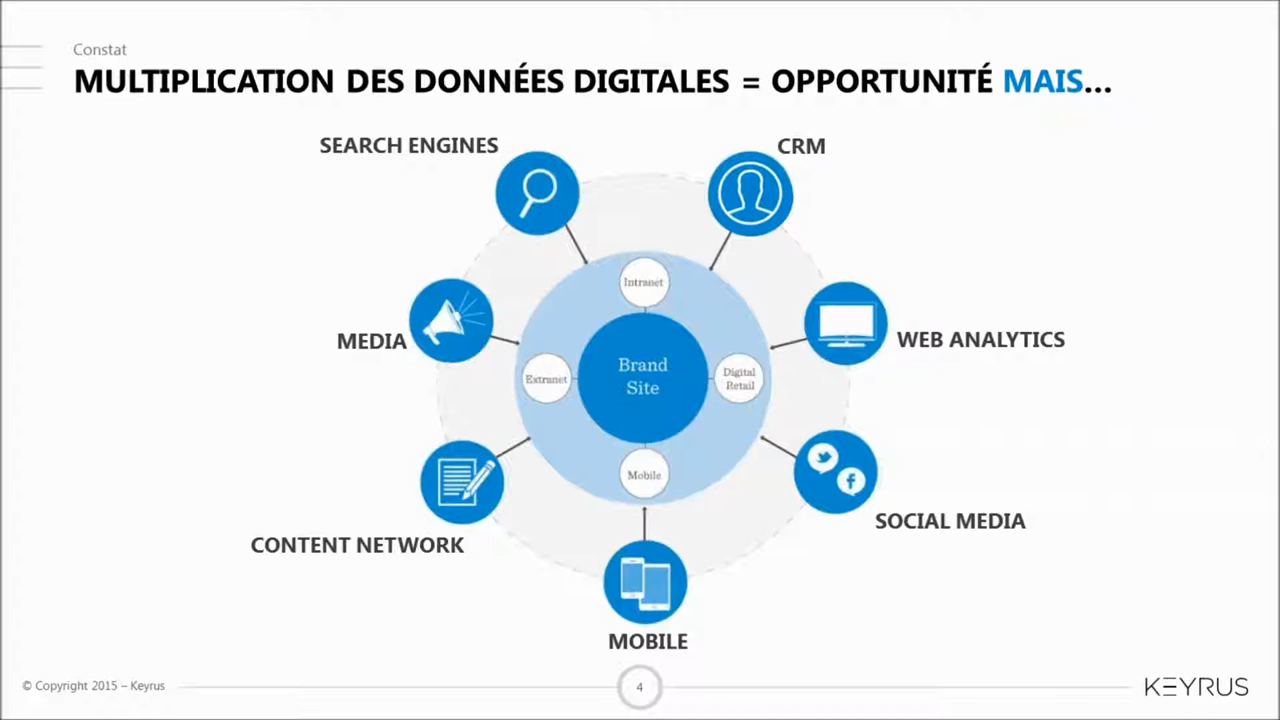 Constat
MULTIPLICATION DES DONNÉES DIGITALES = OPPORTUNITÉ MAIS...
SEARCH ENGINES
CRM
Intranet
MEDIA
WEB ANALYTICS
Brand
Site
Extranet
Digital
Retail
Mobile
SOCIAL MEDIA
CONTENT NETWORK
MOBILE
© Copyright 2015 – Keyrus
4
KEYRUS